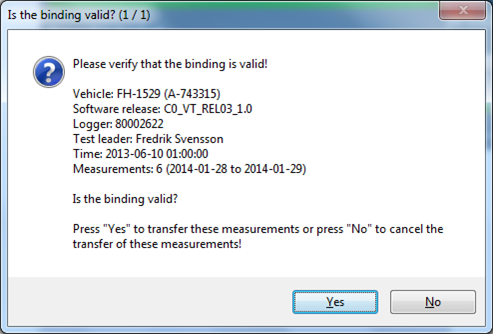 Is the binding valid? (1 / 1)
Please verify that the binding is valid!
Vehicle: FH-1529 (A-743315)
Software release: C0_VT_REL03_1.0
Logger: 80002622
Test leader: Fredrik Svensson
Time: 2013-06-10 01:00:00
Measurements: 6 (2014-01-28 to 2014-01-29)
Is the binding valid?
Press "Yes" to transfer these measurements or press "No" to cancel the
transfer of these measurements!
Yes
No